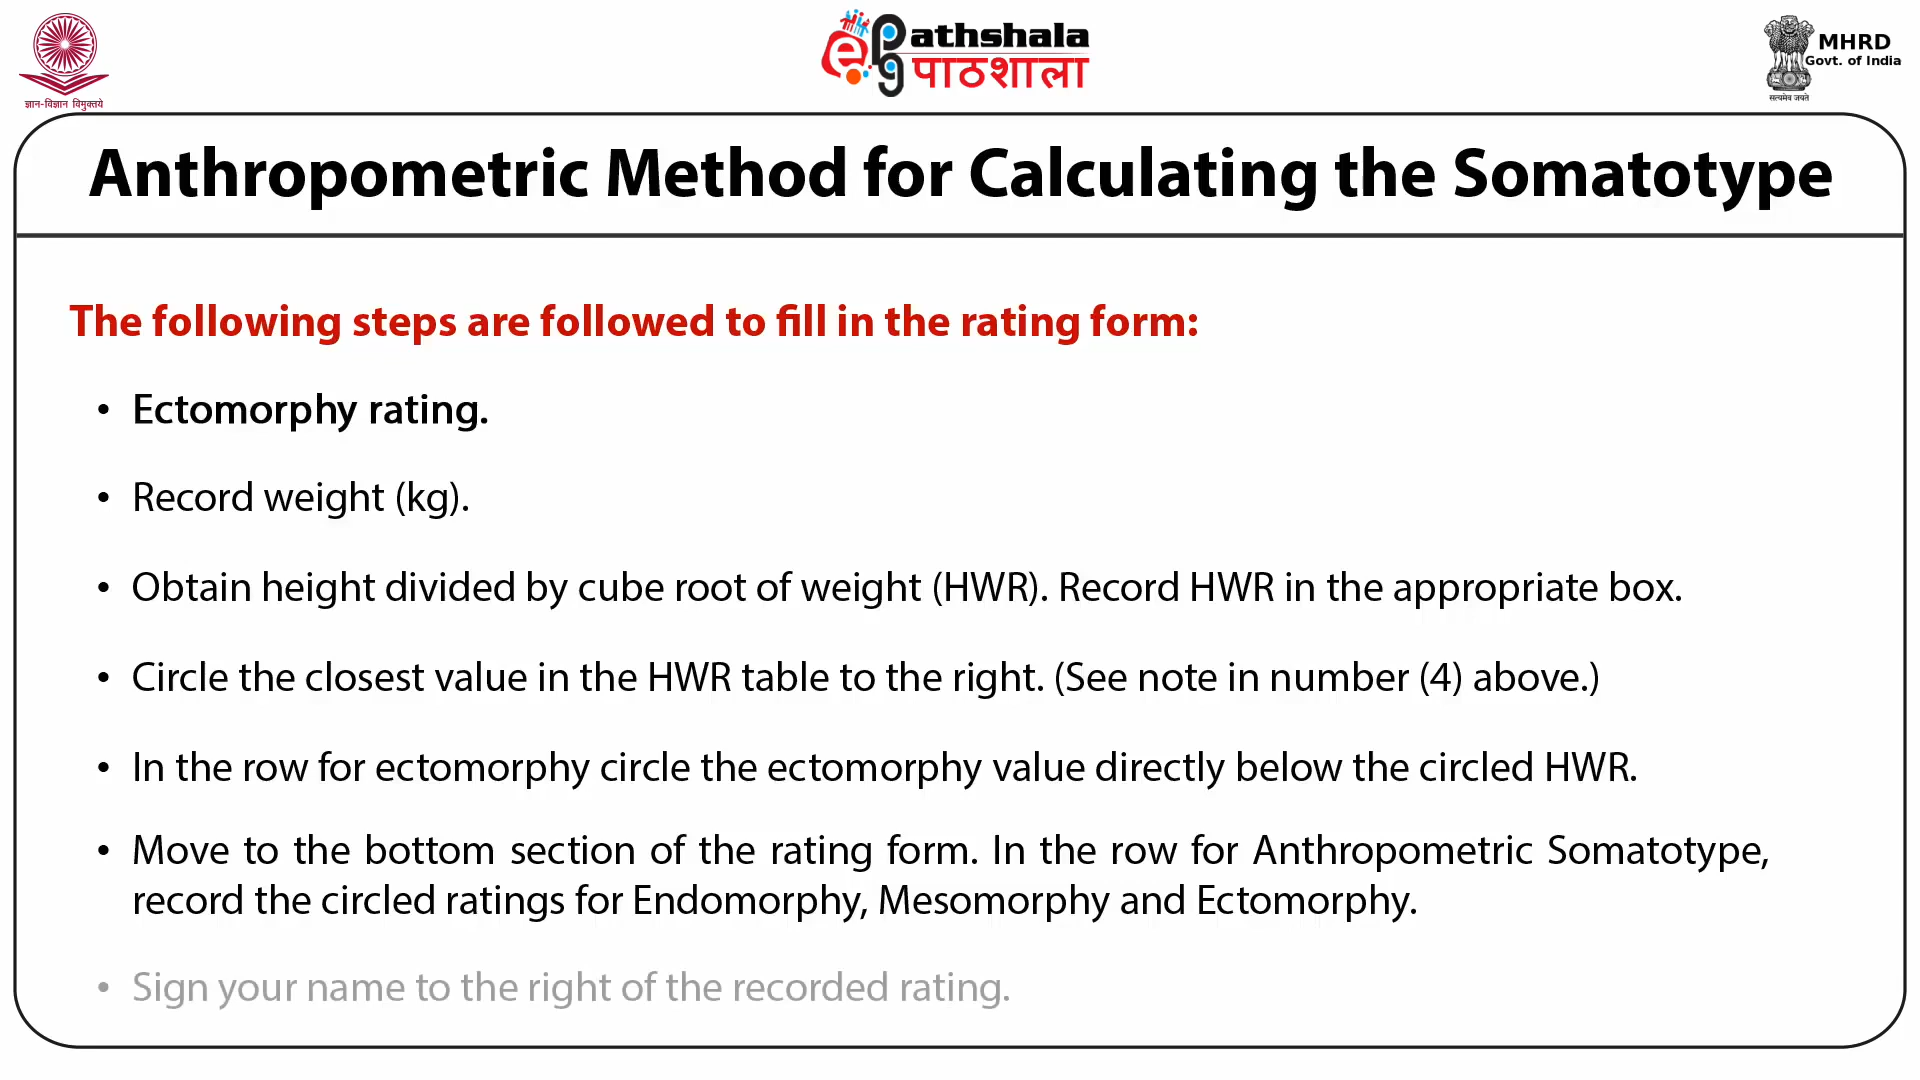 ज्ञान-विज्ञान विमुक्तये
ePG Pathshala
पाठशाला
MHRD
Govt. of India
सत्यमेव जयते
Anthropometric Method for Calculating the Somatotype
The following steps are followed to fill in the rating form:
• Ectomorphy rating.
• Record weight (kg).
• Obtain height divided by cube root of weight (HWR). Record HWR in the appropriate box.
• Circle the closest value in the HWR table to the right. (See note in number (4) above.)
• In the row for ectomorphy circle the ectomorphy value directly below the circled HWR.
• Move to the bottom section of the rating form. In the row for Anthropometric Somatotype,
record the circled ratings for Endomorphy, Mesomorphy and Ectomorphy.
• Sign your name to the right of the recorded rating.